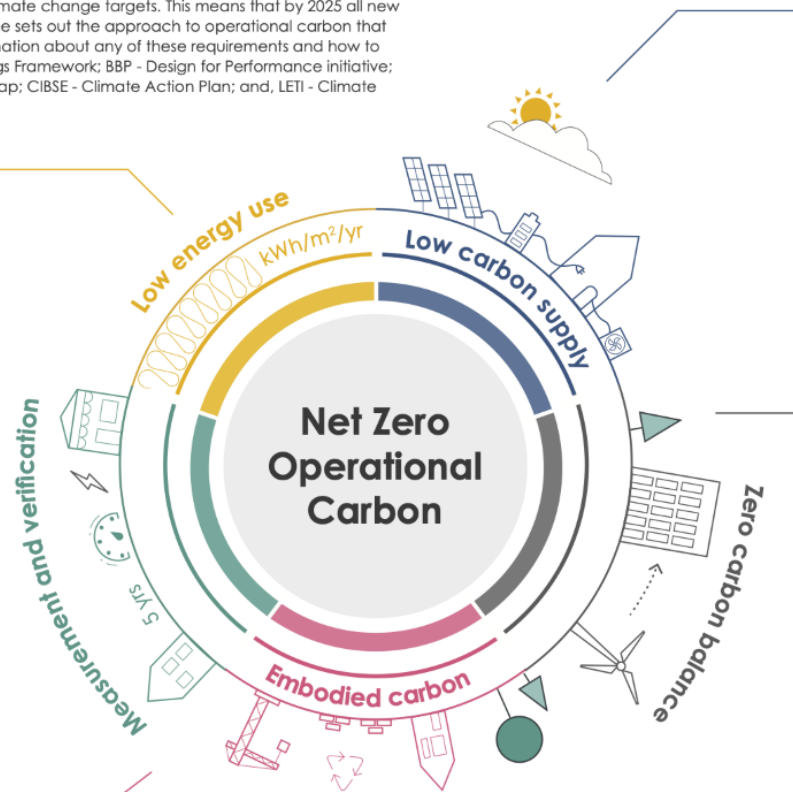 mate change targets. This means that by 2025 all new
e sets out the approach to operational carbon that
nation about any of these requirements and how to
gs Framework; BBP - Design for Performance initiative;
ap; CIBSE - Climate Action Plan; and, LETI - Climate
Low energy use
kWh/m²/yr
Low carbon supply
Net Zero
Operational
Carbon
Measurement and verification
5 yrs
Zero carbon balance
Embodied carbon